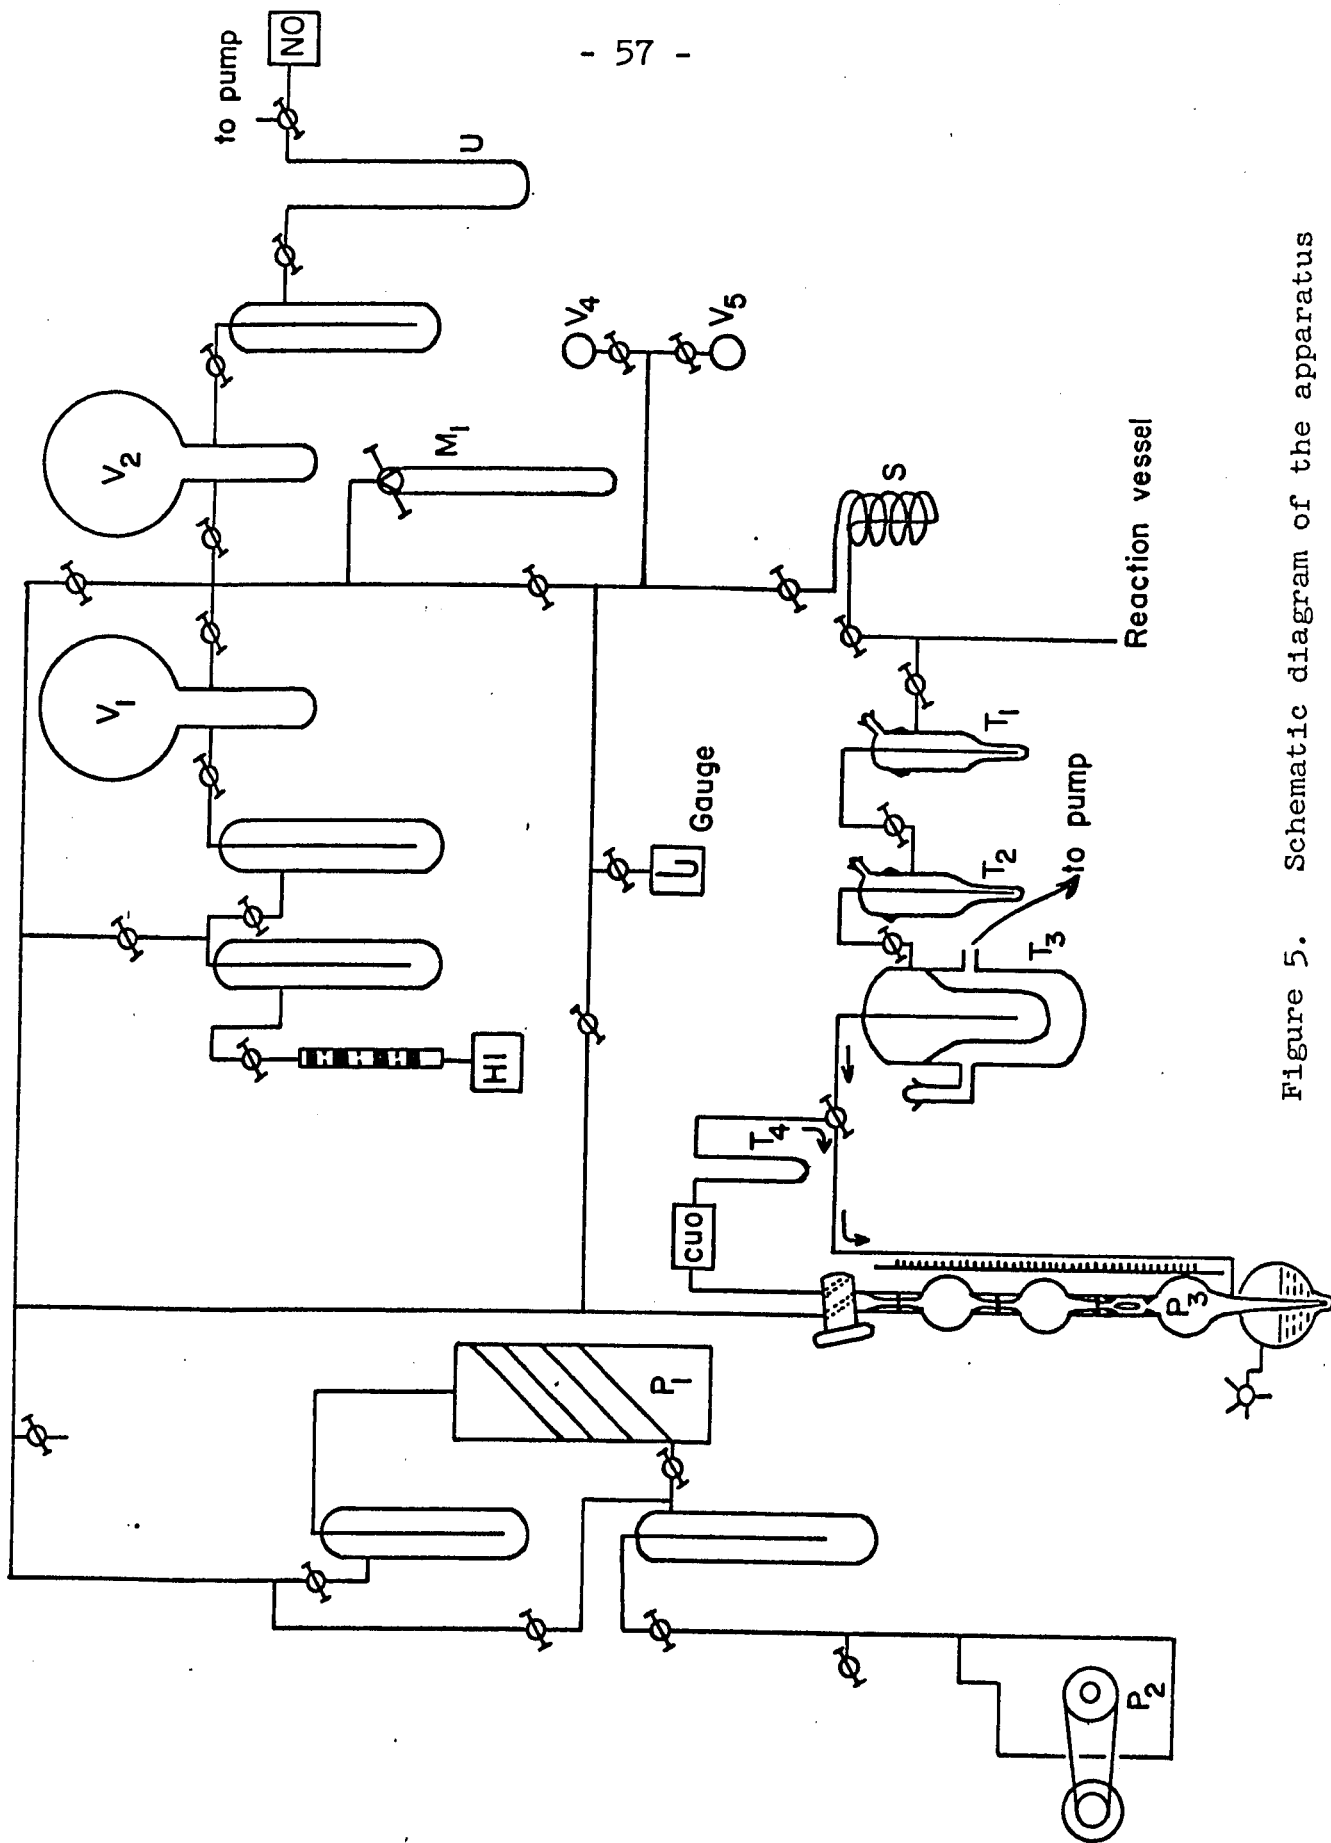 - 57 -
to pump
NO
U
V2
V1
V4
V5
M1
S
HI
Gauge
Reaction vessel
T1
T2
T3
to pump
T4
CUO
P3
P1
P2
Figure 5. Schematic diagram of the apparatus